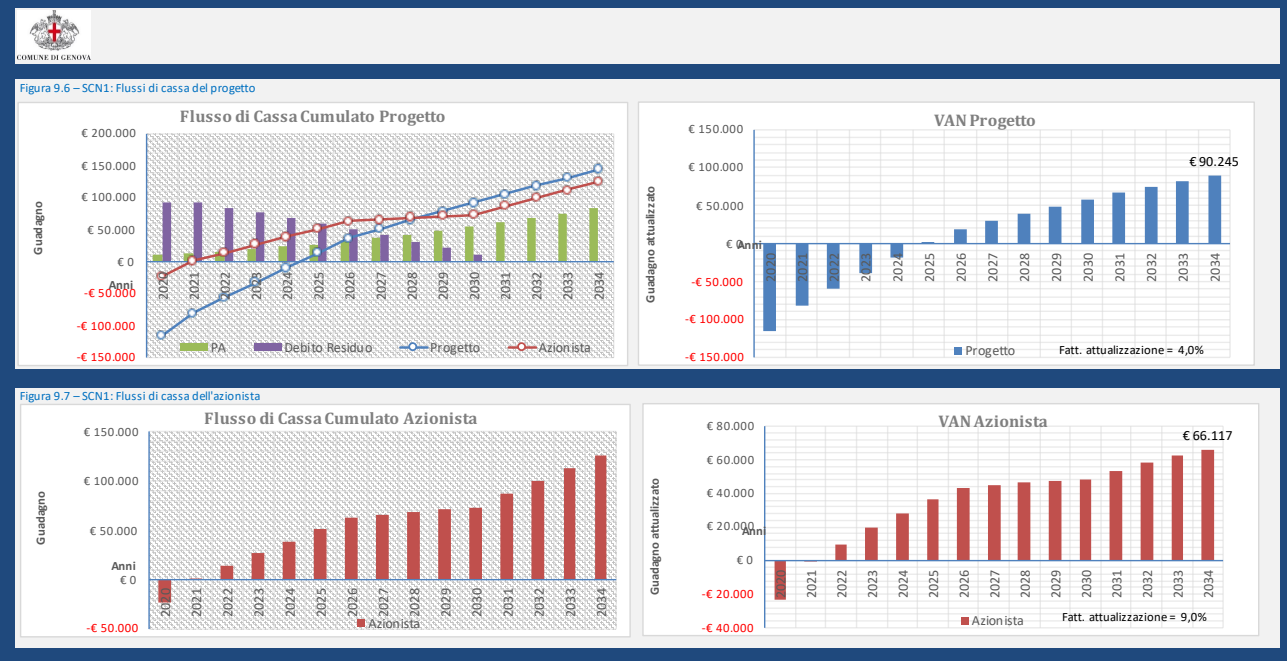 COMUNE DI GENOVA
Figura 9.6 – SCN1: Flussi di cassa del progetto
Flusso di Cassa Cumulato Progetto
Guadagno
€ 200.000
€ 150.000
€ 100.000
€ 50.000
€ 0
-€ 50.000
-€ 100.000
-€ 150.000
Anni
2020 2021 2022 2023 2024 2025 2026 2027 2028 2029 2030 2031 2032 2033 2034
PA Debito Residuo Progetto Azionista
VAN Progetto
Guadagno attualizzato
€ 150.000
€ 100.000
€ 50.000
€ 0
-€ 50.000
-€ 100.000
-€ 150.000
Anni
2020 2021 2022 2023 2024 2025 2026 2027 2028 2029 2030 2031 2032 2033 2034
€ 90.245
Progetto
Fatt. attualizzazione = 4,0%
Figura 9.7 – SCN1: Flussi di cassa dell'azionista
Flusso di Cassa Cumulato Azionista
Guadagno
€ 150.000
€ 100.000
€ 50.000
€ 0
-€ 50.000
Anni
2020 2021 2022 2023 2024 2025 2026 2027 2028 2029 2030 2031 2032 2033 2034
Azionista
VAN Azionista
Guadagno attualizzato
€ 80.000
€ 60.000
€ 40.000
€ 20.000
€ 0
-€ 20.000
-€ 40.000
Anni
2020 2021 2022 2023 2024 2025 2026 2027 2028 2029 2030 2031 2032 2033 2034
€ 66.117
Azionista
Fatt. attualizzazione = 9,0%